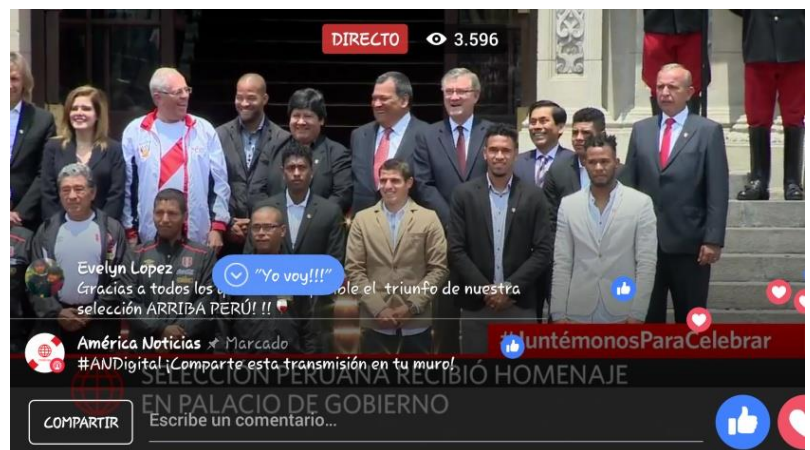 DIRECTO
3.596
Evelyn Lopez
"Yo voy!!!"
Gracias a todos los
ble el triunfo de nuestra
selección ARRIBA PERÚ! !!
América Noticias Marcado
#ANDigital ¡Comparte esta transmisión en tu muro!
#JuntémonosParaCelebrar
SELECCIÓN PERUANA RECIBIÓ HOMENAJE
EN PALACIO DE GOBIERNO
COMPARTIR
Escribe un comentario...